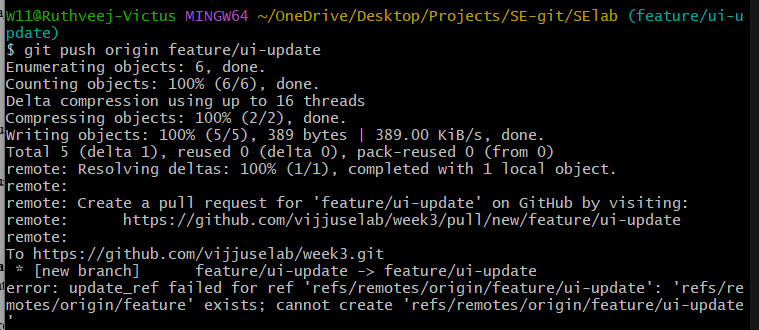 W11@Ruthveej-Victus MINGW64 ~/OneDrive/Desktop/Projects/SE-git/SElab (feature/ui-u
pdate)
$ git push origin feature/ui-update
Enumerating objects: 6, done.
Counting objects: 100% (6/6), done.
Delta compression using up to 16 threads
Compressing objects: 100% (2/2), done.
Writing objects: 100% (5/5), 389 bytes | 389.00 KiB/s, done.
Total 5 (delta 1), reused 0 (delta 0), pack-reused 0 (from 0)
remote: Resolving deltas: 100% (1/1), completed with 1 local object.
remote:
remote: Create a pull request for 'feature/ui-update' on GitHub by visiting:
remote:      https://github.com/vijjuselab/week3/pull/new/feature/ui-update
remote:
To https://github.com/vijjuselab/week3.git
 * [new branch]      feature/ui-update -> feature/ui-update
error: update_ref failed for ref 'refs/remotes/origin/feature/ui-update': 'refs/re
motes/origin/feature' exists; cannot create 'refs/remotes/origin/feature/ui-update
'